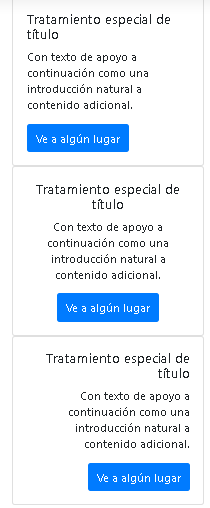 Tratamiento especial de
título
Con texto de apoyo a
continuación como una
introducción natural a
contenido adicional.
Ve a algún lugar
Tratamiento especial de
título
Con texto de apoyo a
continuación como una
introducción natural a
contenido adicional.
Ve a algún lugar
Tratamiento especial de
título
Con texto de apoyo a
continuación como una
introducción natural a
contenido adicional.
Ve a algún lugar